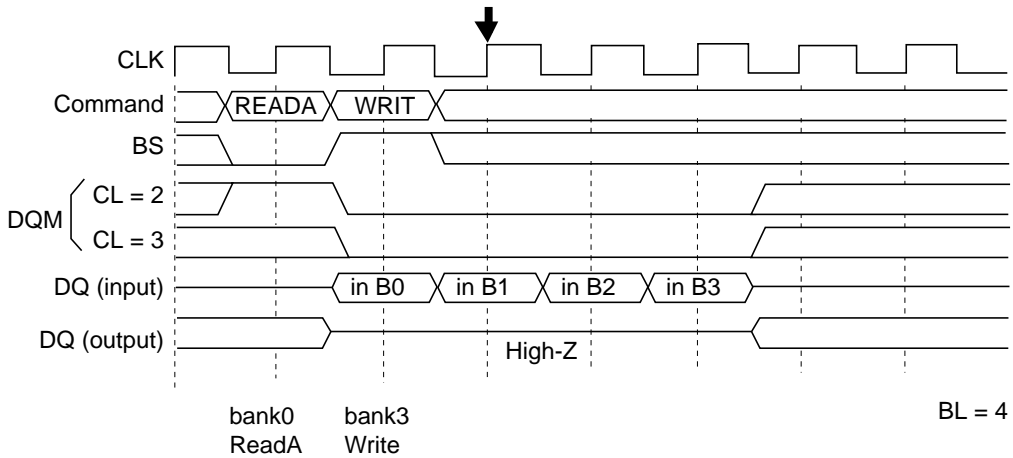 CLK
Command
READA
WRIT
BS
DQM
CL = 2
CL = 3
DQ (input)
in B0
in B1
in B2
in B3
DQ (output)
High-Z
bank0
ReadA
bank3
Write
BL = 4